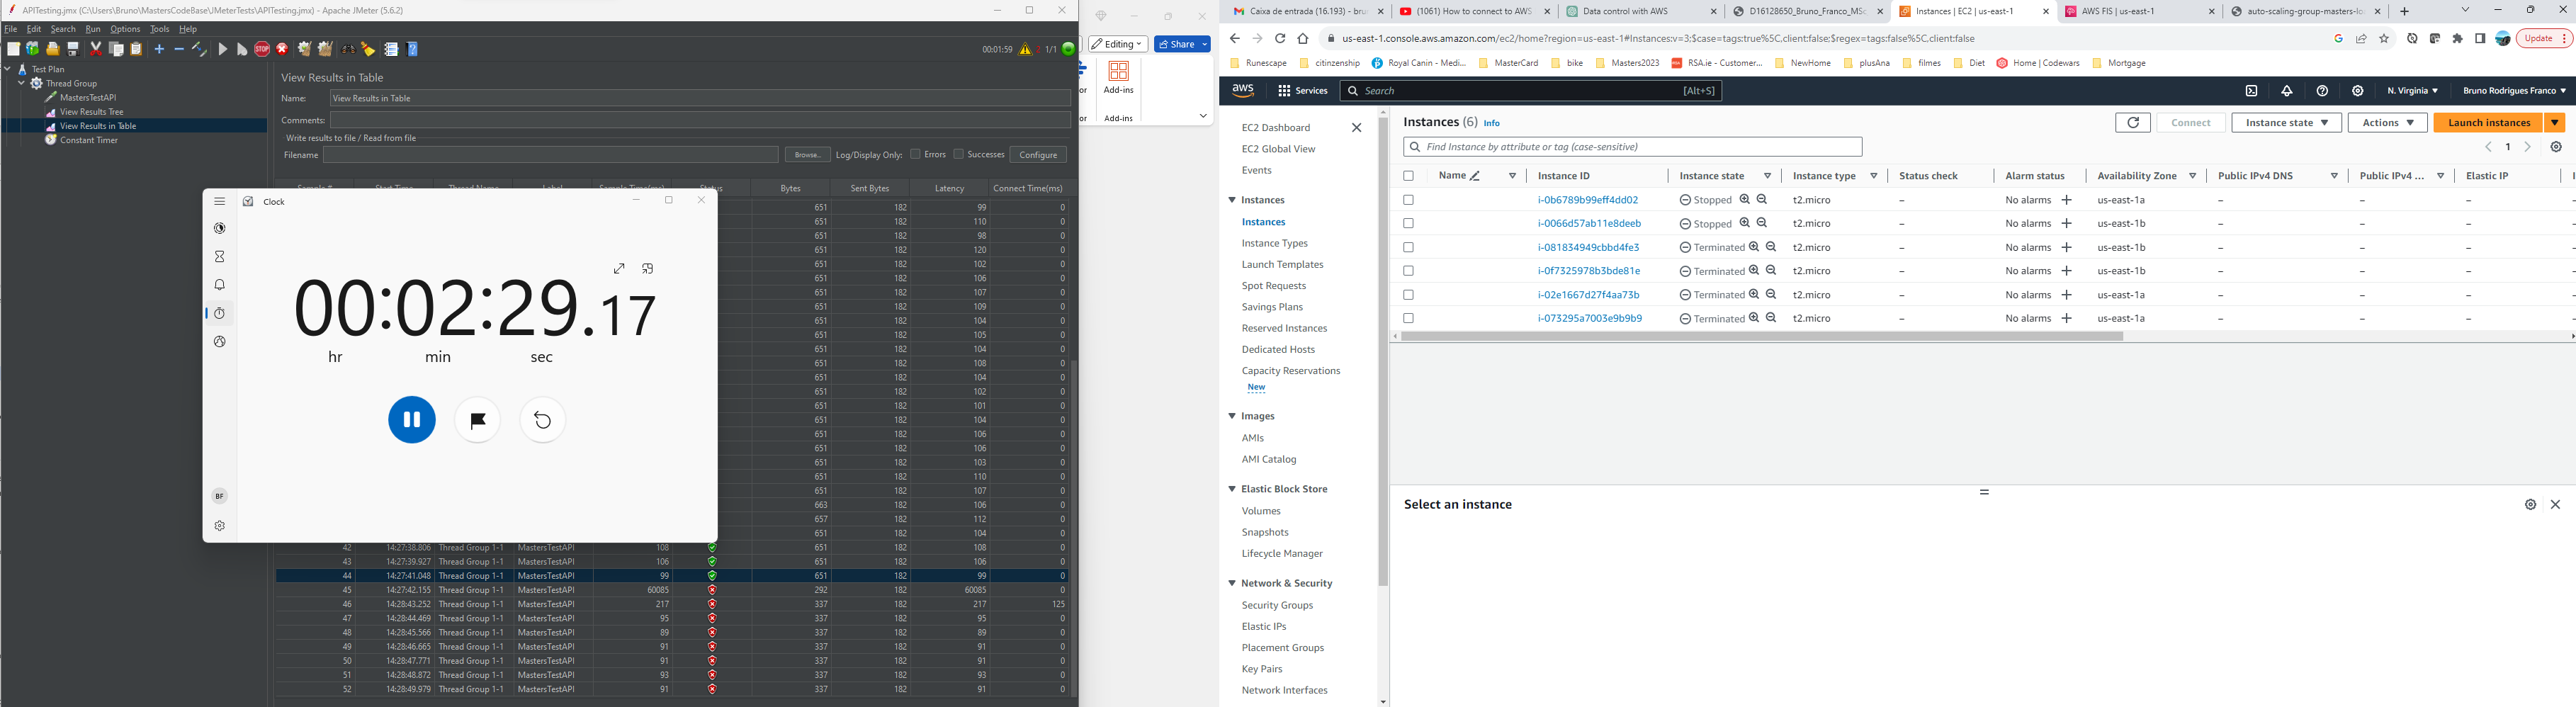 APITesting.jmx (C:\Users\Bruno\MastersCodeBase\JMeterTests\APITesting.jmx) - Apache JMeter (5.6.2)
File Edit Search Run Options Tools Help
00:01:59 1/1
Test Plan
Thread Group
MastersTestAPI
View Results Tree
View Results in Table
Constant Timer
View Results in Table
Name: View Results in Table
Comments:
Write results to file / Read from file
Filename Browse... Log/Display Only: Errors Successes Configure
Sample # Start Time Thread Name Label Sample Time(ms) Status Bytes Sent Bytes Latency Connect Time(ms)
651 182 99 0
651 182 110 0
651 182 98 0
651 182 120 0
651 182 102 0
651 182 106 0
651 182 107 0
651 182 109 0
651 182 104 0
651 182 105 0
651 182 104 0
651 182 108 0
651 182 104 0
651 182 102 0
651 182 101 0
651 182 104 0
651 182 106 0
651 182 106 0
651 182 103 0
651 182 110 0
651 182 107 0
663 182 106 0
657 182 112 0
651 182 104 0
42 14:27:38.806 Thread Group 1-1 MastersTestAPI 108 651 182 108 0
43 14:27:39.927 Thread Group 1-1 MastersTestAPI 106 651 182 106 0
44 14:27:41.048 Thread Group 1-1 MastersTestAPI 99 651 182 99 0
45 14:27:42.155 Thread Group 1-1 MastersTestAPI 60085 292 182 60085 0
46 14:28:43.252 Thread Group 1-1 MastersTestAPI 217 337 182 217 125
47 14:28:44.469 Thread Group 1-1 MastersTestAPI 95 337 182 95 0
48 14:28:45.566 Thread Group 1-1 MastersTestAPI 89 337 182 89 0
49 14:28:46.665 Thread Group 1-1 MastersTestAPI 91 337 182 91 0
50 14:28:47.771 Thread Group 1-1 MastersTestAPI 91 337 182 91 0
51 14:28:48.872 Thread Group 1-1 MastersTestAPI 93 337 182 93 0
52 14:28:49.979 Thread Group 1-1 MastersTestAPI 91 337 182 91 0
Clock
00:02:29.17
hr min sec
BF
Editing Share
or Add-ins
or Add-ins
Caixa de entrada (16.193) - bru
(1061) How to connect to AWS
Data control with AWS
D16128650_Bruno_Franco_MSc
Instances | EC2 | us-east-1
AWS FIS | us-east-1
auto-scaling-group-masters-lo
us-east-1.console.aws.amazon.com/ec2/home?region=us-east-1#Instances:v=3;$case=tags:true%5C,client:false;$regex=tags:false%5C,client:false
Update
Runescape citinzenship Royal Canin - Medi... MasterCard bike Masters2023 RSA.ie - Customer... NewHome plusAna filmes Diet Home | Codewars Mortgage
aws Services Search [Alt+S] N. Virginia Bruno Rodrigues Franco
EC2 Dashboard
EC2 Global View
Events
Instances
Instances
Instance Types
Launch Templates
Spot Requests
Savings Plans
Reserved Instances
Dedicated Hosts
Capacity Reservations
New
Images
AMIs
AMI Catalog
Elastic Block Store
Volumes
Snapshots
Lifecycle Manager
Network & Security
Security Groups
Elastic IPs
Placement Groups
Key Pairs
Network Interfaces
Instances (6) Info Connect Instance state Actions Launch instances
Find Instance by attribute or tag (case-sensitive) 1
Name Instance ID Instance state Instance type Status check Alarm status Availability Zone Public IPv4 DNS Public IPv4 ... Elastic IP
i-0b6789b99eff4dd02 Stopped t2.micro – No alarms us-east-1a – – –
i-0066d57ab11e8deeb Stopped t2.micro – No alarms us-east-1b – – –
i-081834949cbbd4fe3 Terminated t2.micro – No alarms us-east-1b – – –
i-0f7325978b3bde81e Terminated t2.micro – No alarms us-east-1b – – –
i-02e1667d27f4aa73b Terminated t2.micro – No alarms us-east-1a – – –
i-073295a7003e9b9b9 Terminated t2.micro – No alarms us-east-1a – – –
Select an instance